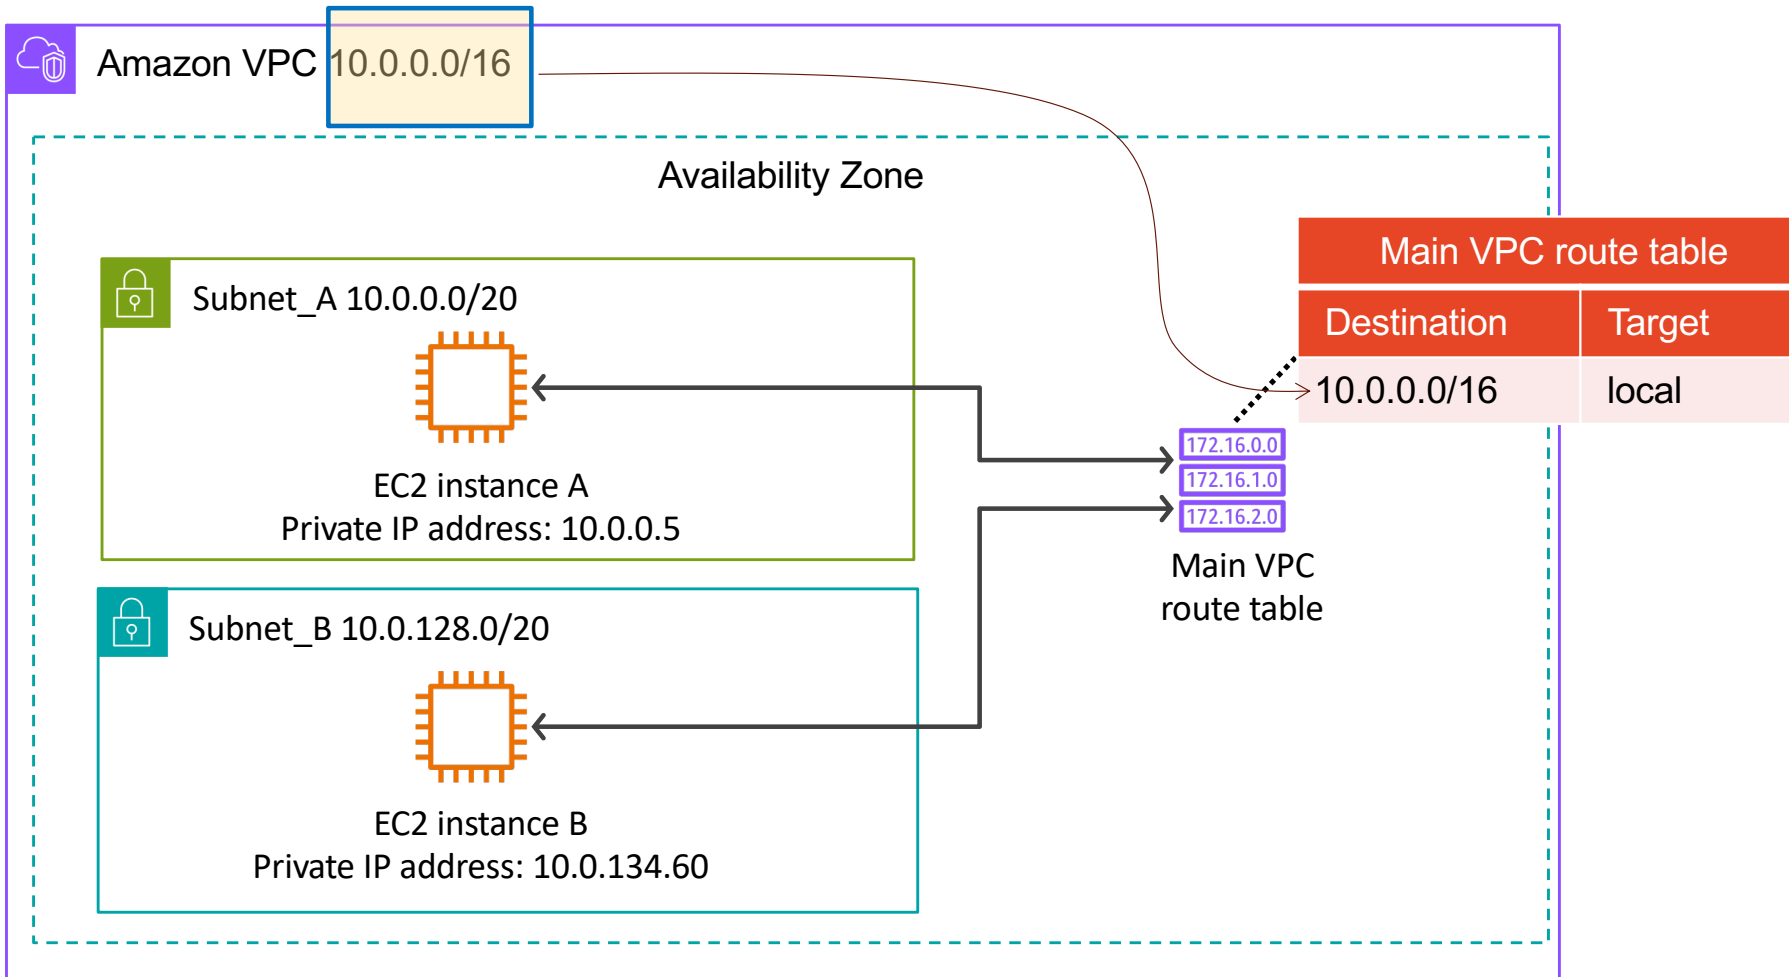 Amazon VPC 10.0.0.0/16
Availability Zone
Subnet_A 10.0.0.0/20
EC2 instance A
Private IP address: 10.0.0.5
Subnet_B 10.0.128.0/20
EC2 instance B
Private IP address: 10.0.134.60
172.16.0.0
172.16.1.0
172.16.2.0
Main VPC
route table
Main VPC route table
Destination Target
10.0.0.0/16 local